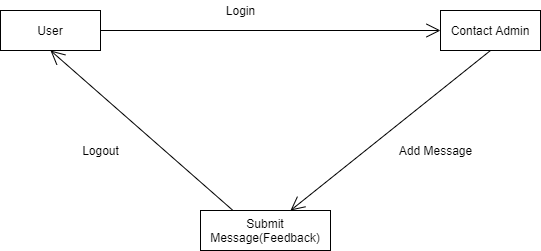 Login
User
Contact Admin
Logout
Add Message
Submit
Message(Feedback)